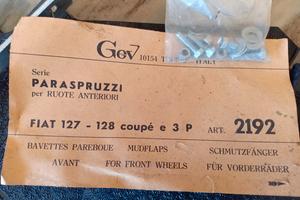 Gev
10154 ITALY
Serie
PARASPRUZZI
per RUOTE ANTERIORI
FIAT 127 - 128 coupé e 3 P ART. 2192
BAVETTES PAREBOUE MUDFLAPS SCHMUTZFÄNGER
AVANT FOR FRONT WHEELS FÜR VORDERRÄDER